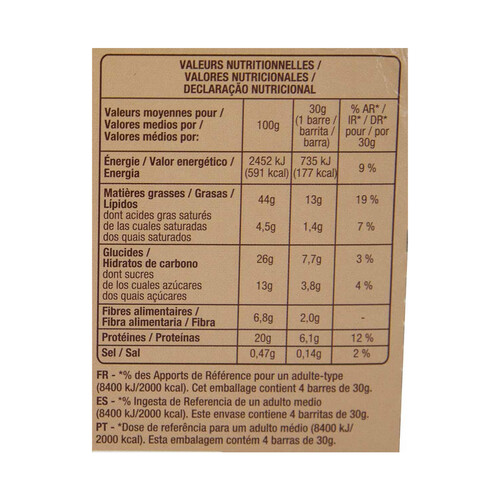 VALEURS NUTRITIONNELLES /
VALORES NUTRICIONALES /
DECLARAÇÃO NUTRICIONAL
Valeurs moyennes pour /
Valores medios por /
Valores médios por:
100g
30g
(1 barre /
barrita /
barra)
% AR* /
IR* / DR*
pour / por
30g
Énergie / Valor energético /
Energia
2452 kJ
(591 kcal)
735 kJ
(177 kcal)
9 %
Matières grasses / Grasas /
Lípidos
44g
13g
19 %
dont acides gras saturés
de las cuales saturadas
dos quais saturados
4,5g
1,4g
7 %
Glucides /
Hidratos de carbono
26g
7,7g
3 %
dont sucres
de los cuales azúcares
dos quais açúcares
13g
3,8g
4 %
Fibres alimentaires /
Fibra alimentaria / Fibra
6,8g
2,0g
-
Protéines / Proteínas
20g
6,1g
12 %
Sel / Sal
0,47g
0,14g
2 %
FR - *% des Apports de Référence pour un adulte-type
(8400 kJ/2000 kcal). Cet emballage contient 4 barres de 30g.
ES - *% Ingesta de Referencia de un adulto medio
(8400 kJ/2000 kcal). Este envase contiene 4 barritas de 30g.
PT - *Dose de referência para um adulto médio (8400 kJ/
2000 kcal). Esta embalagem contém 4 barras de 30g.